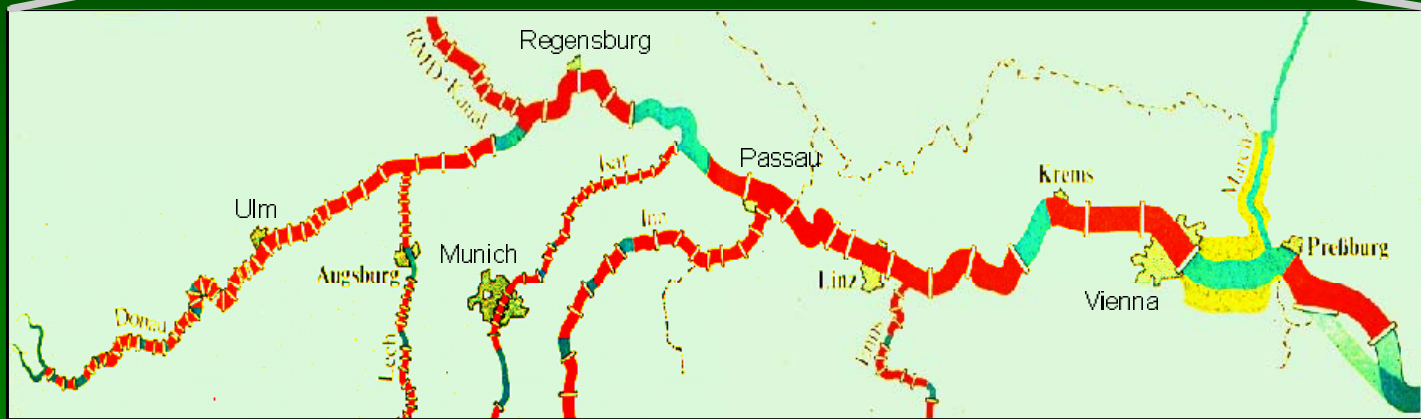 RMD-Kanal
Regensburg
Isar
Passau
March
Krems
Ulm
Inn
Munich
Augsburg
Linz
Preßburg
Vienna
Donau
Lech
Enns